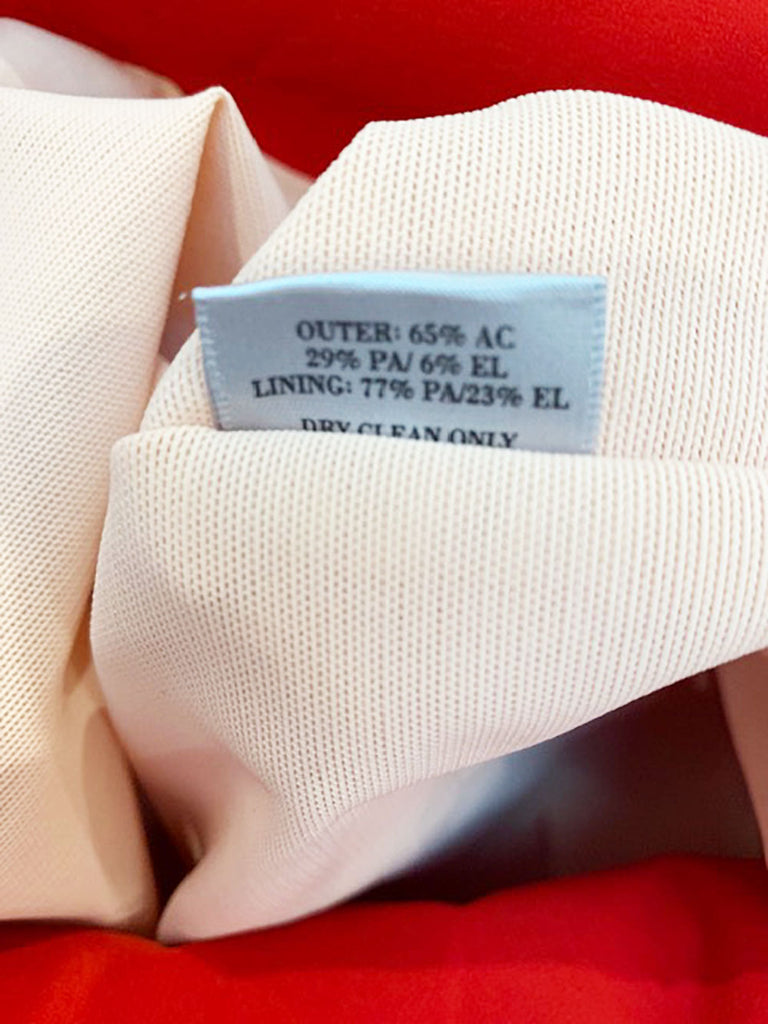 OUTER: 65% AC
29% PA/ 6% EL
LINING: 77% PA/23% EL
DRY CLEAN ONLY